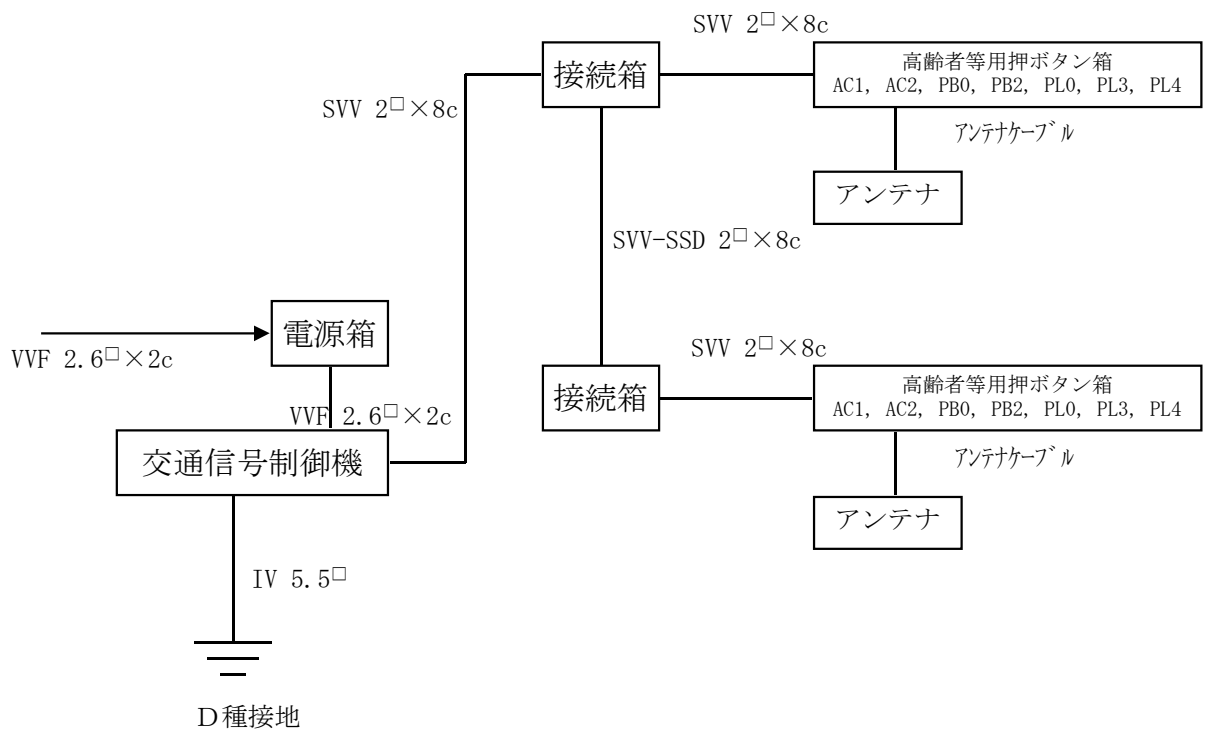 SVV 2□×8c
接続箱
高齢者等用押ボタン箱
AC1, AC2, PB0, PB2, PL0, PL3, PL4
SVV 2□×8c
ｱﾝﾃﾅｹｰﾌﾞﾙ
アンテナ
SVV-SSD 2□×8c
電源箱
VVF 2.6□×2c
SVV 2□×8c
接続箱
高齢者等用押ボタン箱
AC1, AC2, PB0, PB2, PL0, PL3, PL4
VVF 2.6□×2c
交通信号制御機
ｱﾝﾃﾅｹｰﾌﾞﾙ
アンテナ
IV 5.5□
Ｄ種接地